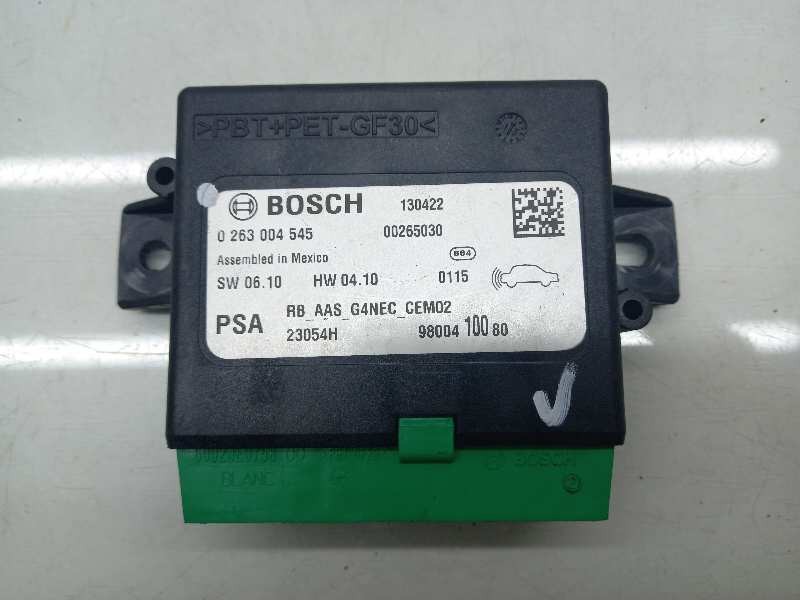 >PBT+PET-GF30<
BOSCH 130422
0 263 004 545 00265030
Assembled in Mexico 864
SW 06.10 HW 04.10 0115
RB_AAS_G4NEC_CEM02
PSA 23054H 98004 100 80
BLANC
BOSCH